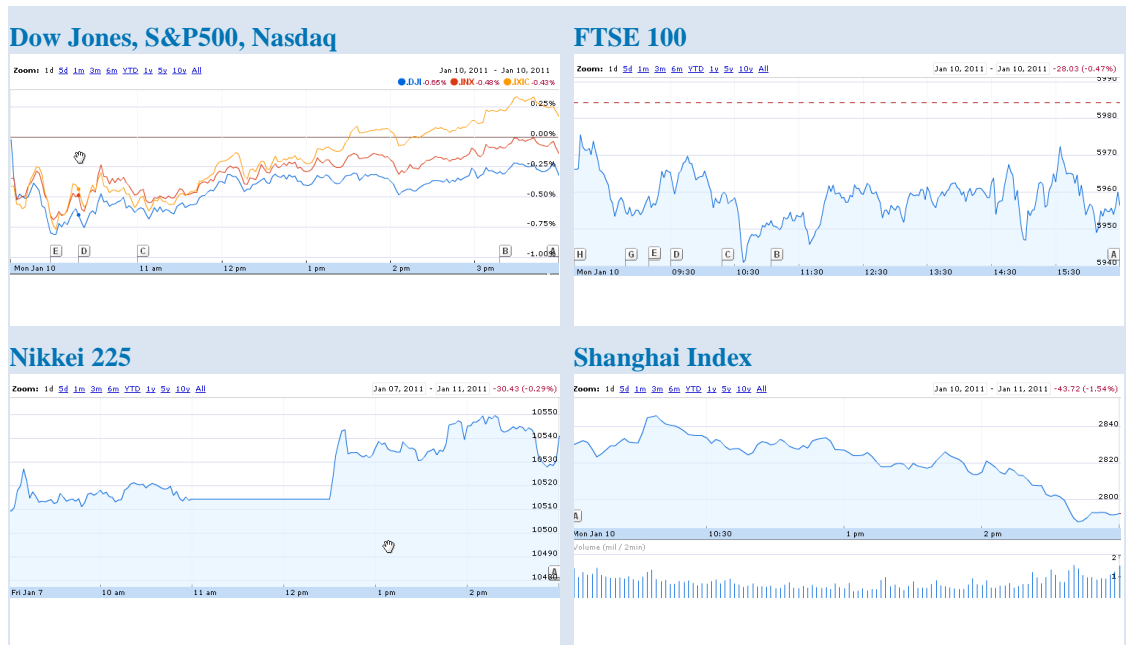 Dow Jones, S&P500, Nasdaq
Zoom: 1d 5d 1m 3m 6m YTD 1y 5y 10y All
Jan 10, 2011 - Jan 10, 2011
.DJI -0.65% .INX -0.48% .IXIC -0.43%
0.25%
0.00%
-0.25%
-0.50%
-0.75%
-1.00%
E D C B A
Mon Jan 10 11 am 12 pm 1 pm 2 pm 3 pm
FTSE 100
Zoom: 1d 5d 1m 3m 6m YTD 1y 5y 10y All
Jan 10, 2011 - Jan 10, 2011 -28.03 (-0.47%)
5990
5980
5970
5960
5950
5940
H G E D C B A
Mon Jan 10 09:30 10:30 11:30 12:30 13:30 14:30 15:30
Nikkei 225
Zoom: 1d 5d 1m 3m 6m YTD 1y 5y 10y All
Jan 07, 2011 - Jan 11, 2011 -30.43 (-0.29%)
10550
10540
10530
10520
10510
10500
10490
10480
A
Fri Jan 7 10 am 11 am 12 pm 1 pm 2 pm
Shanghai Index
Zoom: 1d 5d 1m 3m 6m YTD 1y 5y 10y All
Jan 10, 2011 - Jan 11, 2011 -43.72 (-1.54%)
2840
2820
2800
A
Mon Jan 10 10:30 1 pm 2 pm
Volume (mil / 2min)
2
1